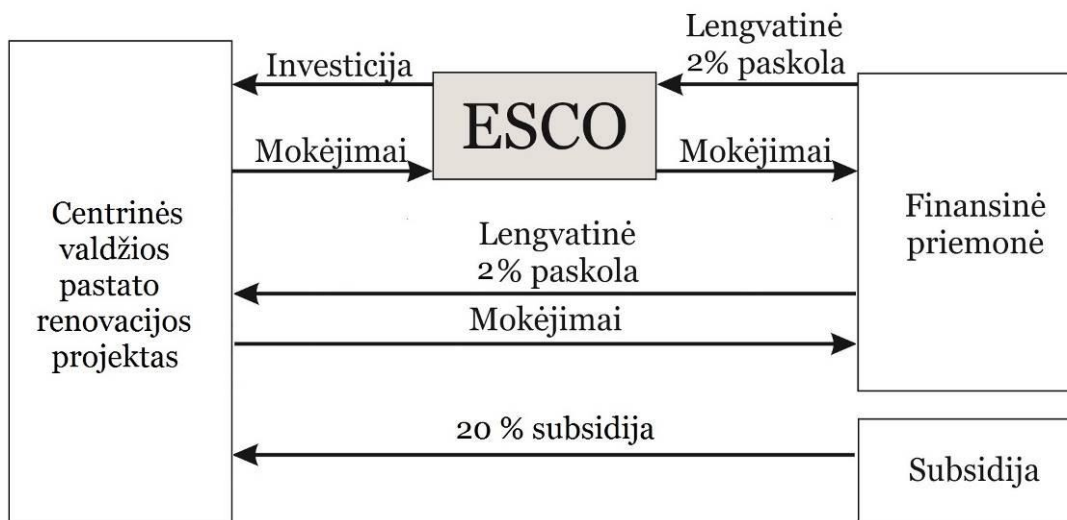 Centrinės
valdžios
pastato
renovacijos
projektas
Investicija
Mokėjimai
ESCO
Lengvatinė
2% paskola
Mokėjimai
Lengvatinė
2% paskola
Mokėjimai
20 % subsidija
Finansinė
priemonė
Subsidija